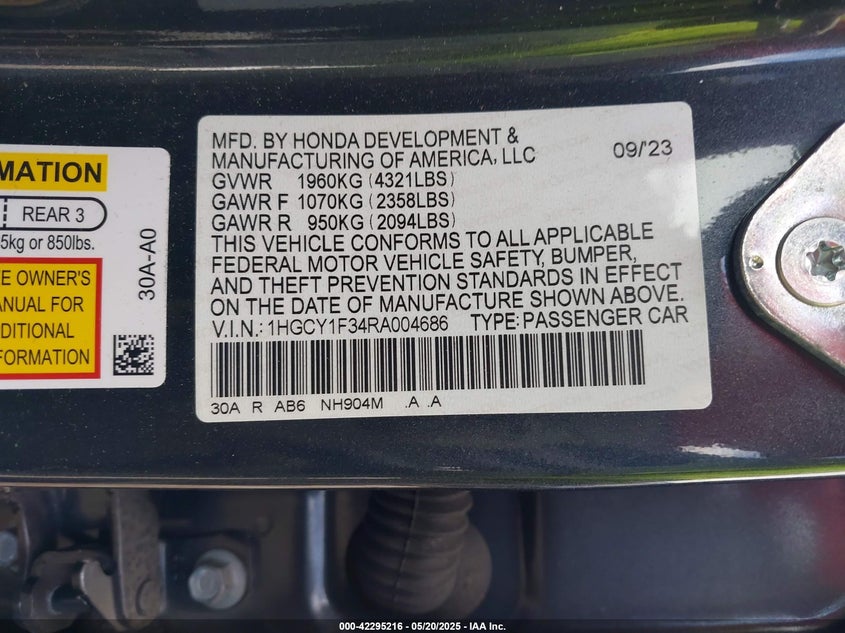 MATION
REAR 3
5kg or 850lbs.
E OWNER'S
ANUAL FOR
DITIONAL
FORMATION
30A-A0
MFD. BY HONDA DEVELOPMENT &
MANUFACTURING OF AMERICA, LLC 09/'23
GVWR 1960KG (4321LBS)
GAWR F 1070KG (2358LBS)
GAWR R 950KG (2094LBS)
THIS VEHICLE CONFORMS TO ALL APPLICABLE
FEDERAL MOTOR VEHICLE SAFETY, BUMPER,
AND THEFT PREVENTION STANDARDS IN EFFECT
ON THE DATE OF MANUFACTURE SHOWN ABOVE.
V.I.N.: 1HGCY1F34RA004686 TYPE: PASSENGER CAR
30A R AB6 NH904M .A .A
000-42295216 - 05/20/2025 - IAA Inc.